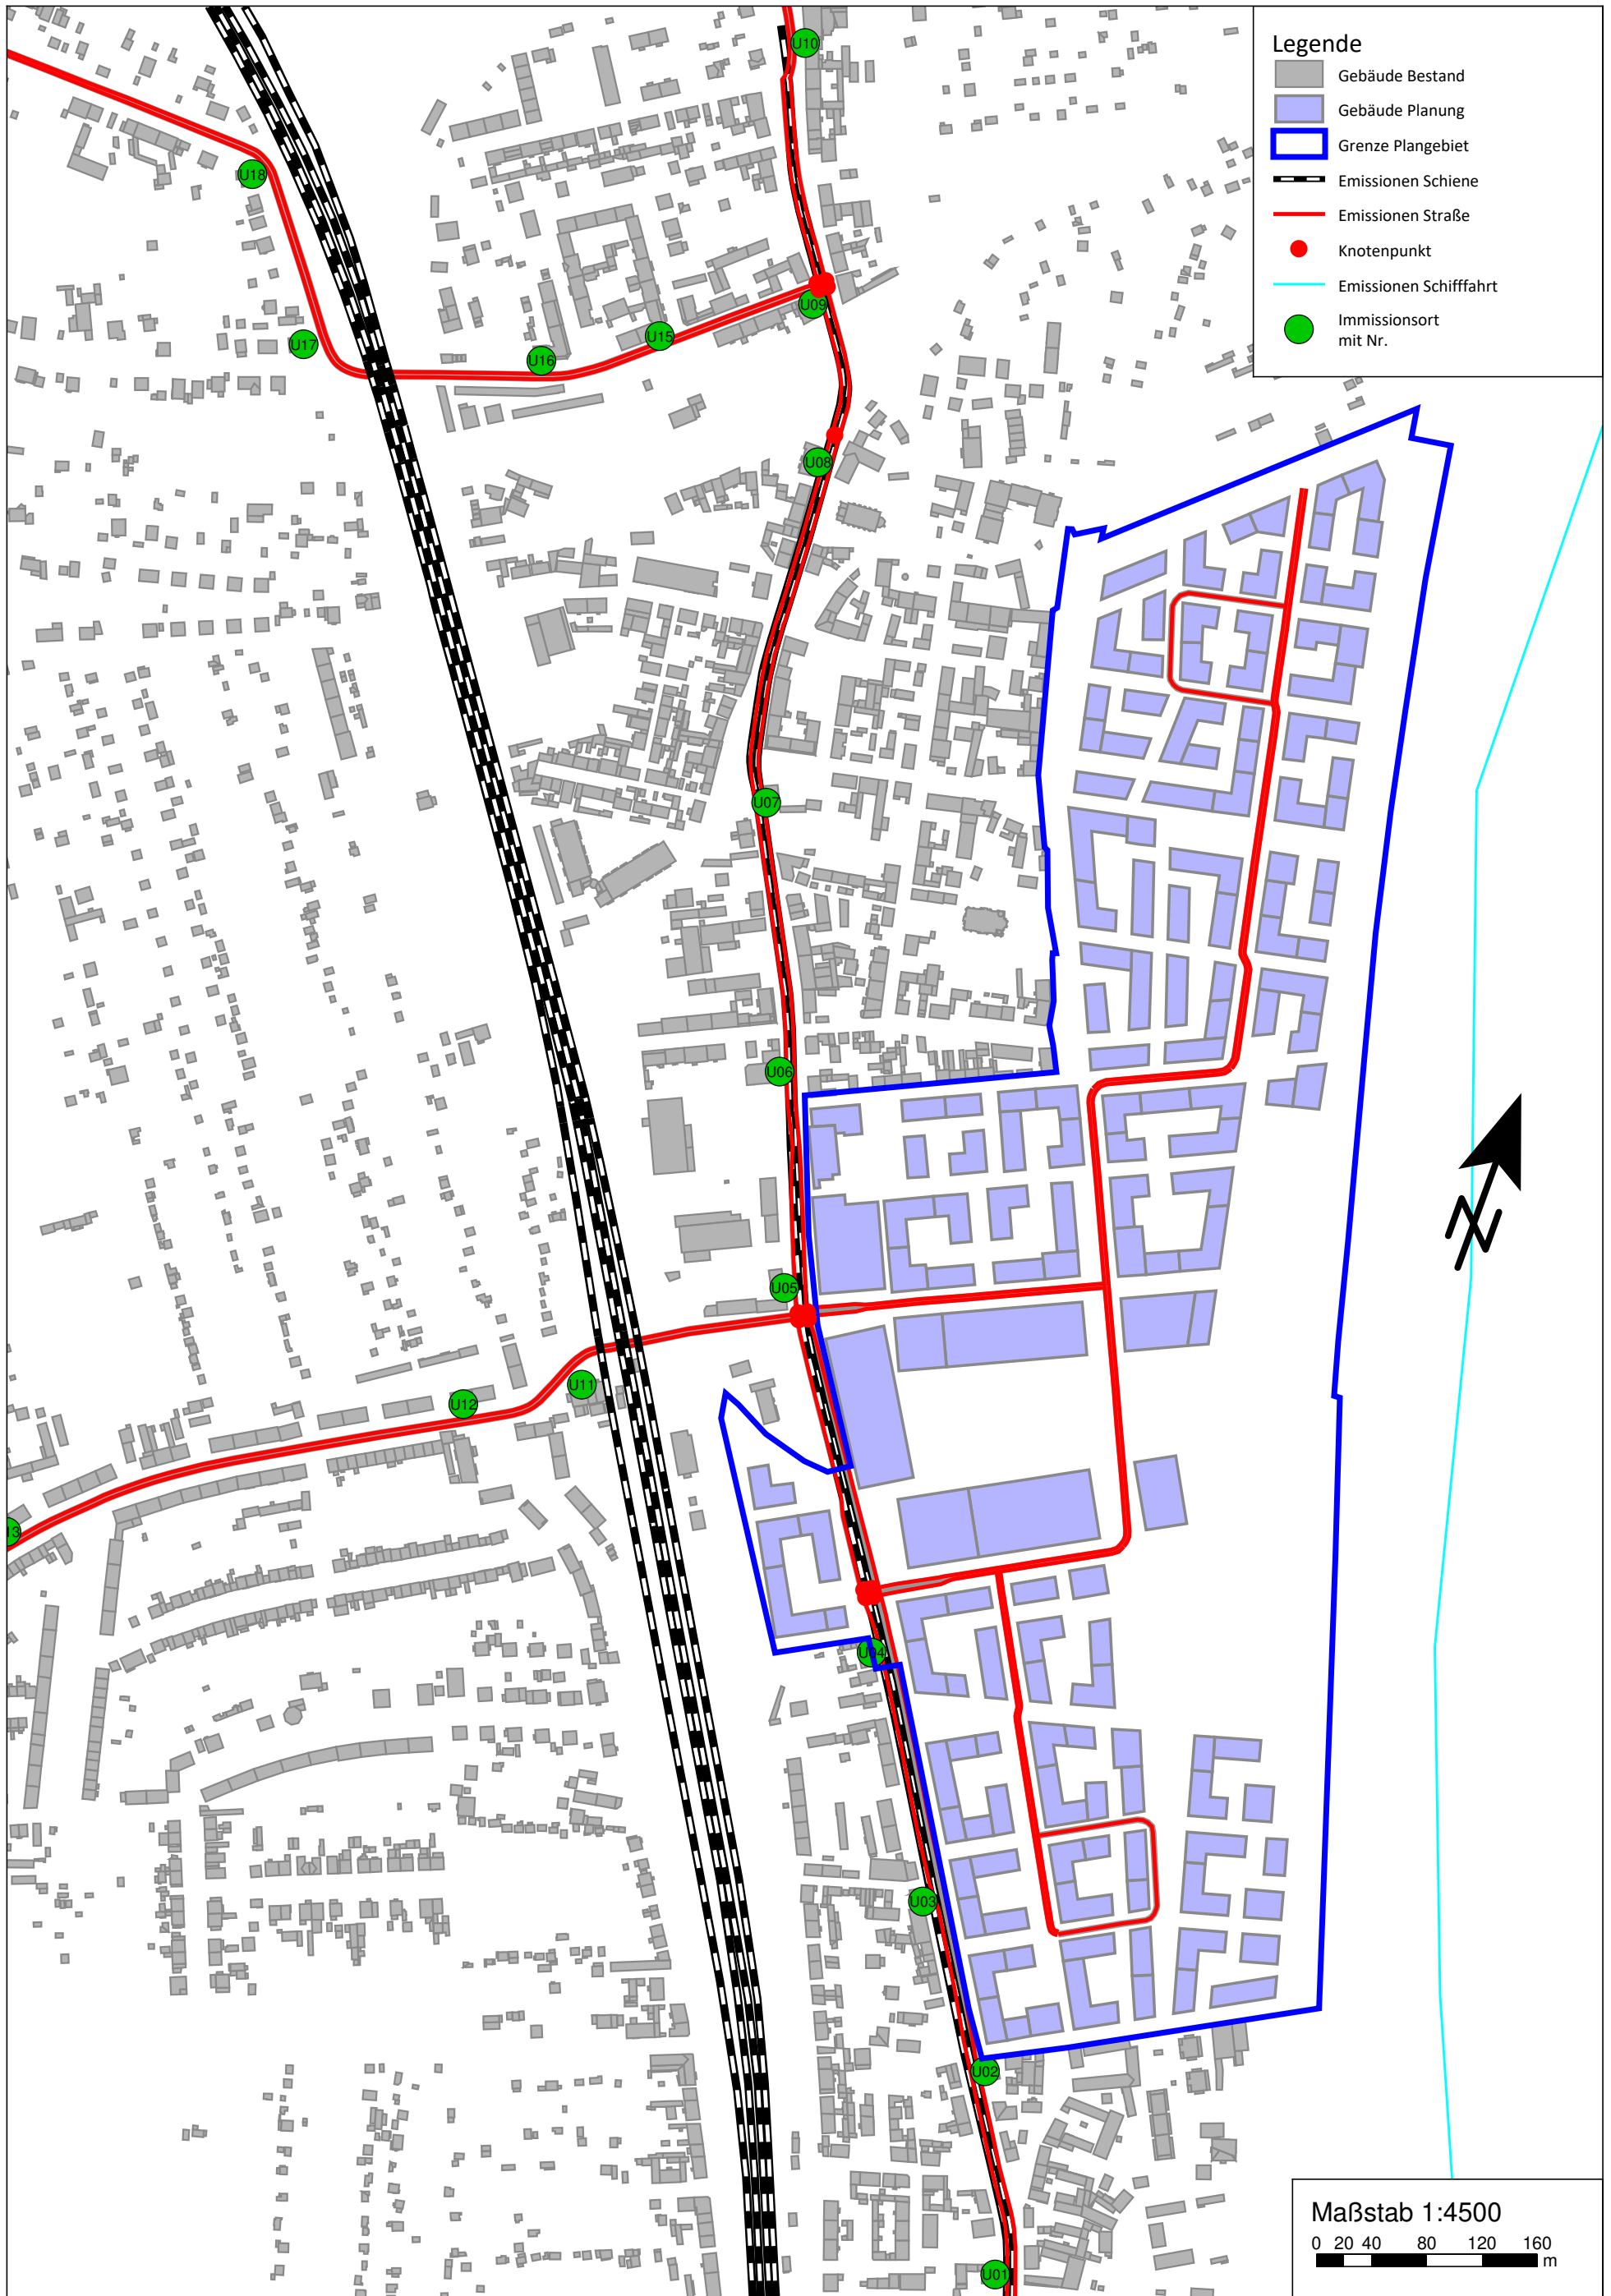 Legende
Gebäude Bestand
Gebäude Planung
Grenze Plangebiet
Emissionen Schiene
Emissionen Straße
Knotenpunkt
Emissionen Schifffahrt
Immissionsort
mit Nr.
U10
U18
U09
U17
U15
U16
U08
U07
U06
U05
U11
U12
13
U04
U03
U02
U01
N
Maßstab 1:4500
0 20 40 80 120 160
m